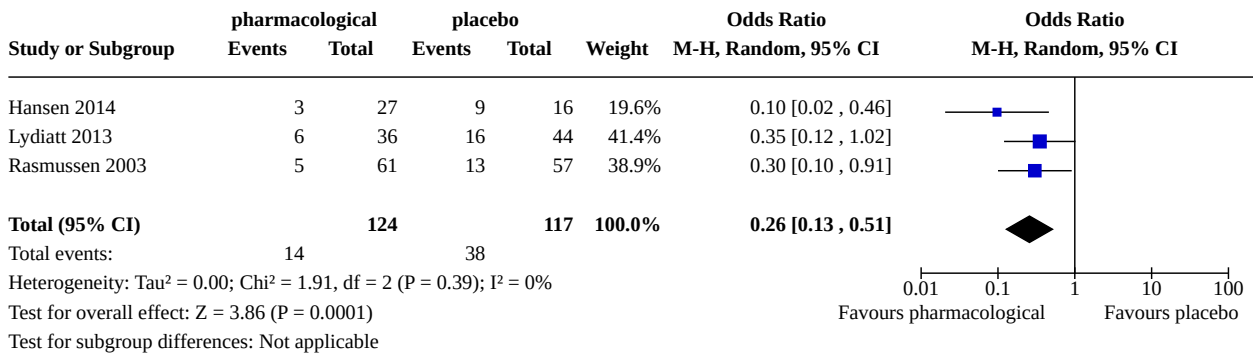 pharmacological placebo Odds Ratio Odds Ratio
Study or Subgroup Events Total Events Total Weight M-H, Random, 95% CI M-H, Random, 95% CI
Hansen 2014 3 27 9 16 19.6% 0.10 [0.02 , 0.46]
Lydiatt 2013 6 36 16 44 41.4% 0.35 [0.12 , 1.02]
Rasmussen 2003 5 61 13 57 38.9% 0.30 [0.10 , 0.91]
Total (95% CI) 124 117 100.0% 0.26 [0.13 , 0.51]
Total events: 14 38
Heterogeneity: Tau² = 0.00; Chi² = 1.91, df = 2 (P = 0.39); I² = 0%
0.01 0.1 1 10 100
Test for overall effect: Z = 3.86 (P = 0.0001) Favours pharmacological Favours placebo
Test for subgroup differences: Not applicable